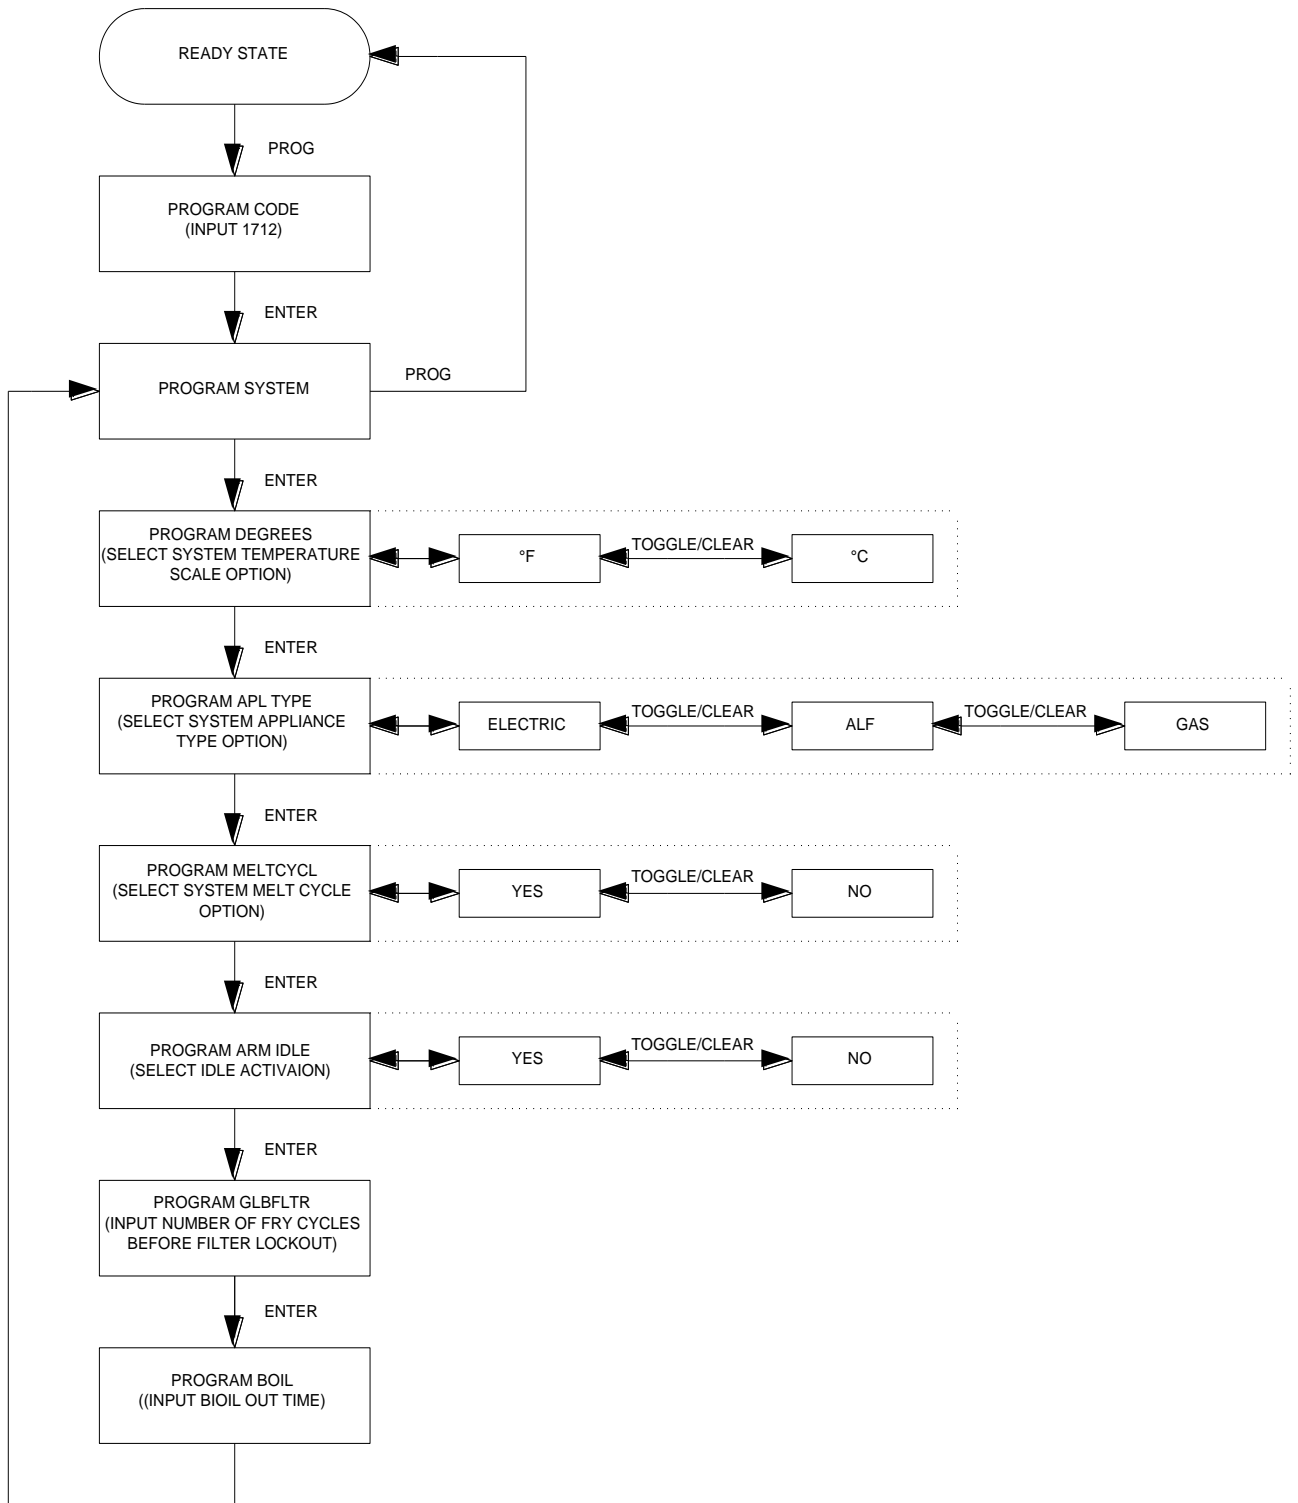 READY STATE
PROG
PROGRAM CODE
(INPUT 1712)
ENTER
PROGRAM SYSTEM
PROG
ENTER
PROGRAM DEGREES
(SELECT SYSTEM TEMPERATURE
SCALE OPTION)
°F
TOGGLE/CLEAR
°C
ENTER
PROGRAM APL TYPE
(SELECT SYSTEM APPLIANCE
TYPE OPTION)
ELECTRIC
TOGGLE/CLEAR
ALF
TOGGLE/CLEAR
GAS
ENTER
PROGRAM MELTCYCL
(SELECT SYSTEM MELT CYCLE
OPTION)
YES
TOGGLE/CLEAR
NO
ENTER
PROGRAM ARM IDLE
(SELECT IDLE ACTIVAION)
YES
TOGGLE/CLEAR
NO
ENTER
PROGRAM GLBFLTR
(INPUT NUMBER OF FRY CYCLES
BEFORE FILTER LOCKOUT)
ENTER
PROGRAM BOIL
((INPUT BIOIL OUT TIME)